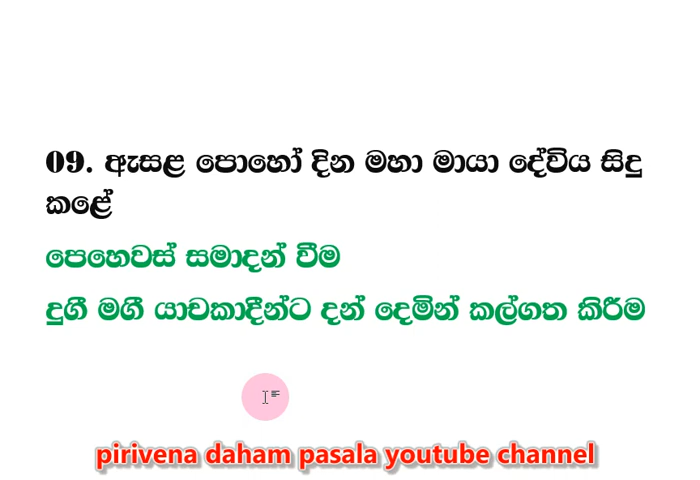 09. ඇසළ පොහෝ දින මහා මායා දේවිය සිදු
කළේ
පෙහෙවස් සමාදන් වීම
දුගී මගී යාචකාදීන්ට දන් දෙමින් කල්ගත කිරීම
pirivena daham pasala youtube channel